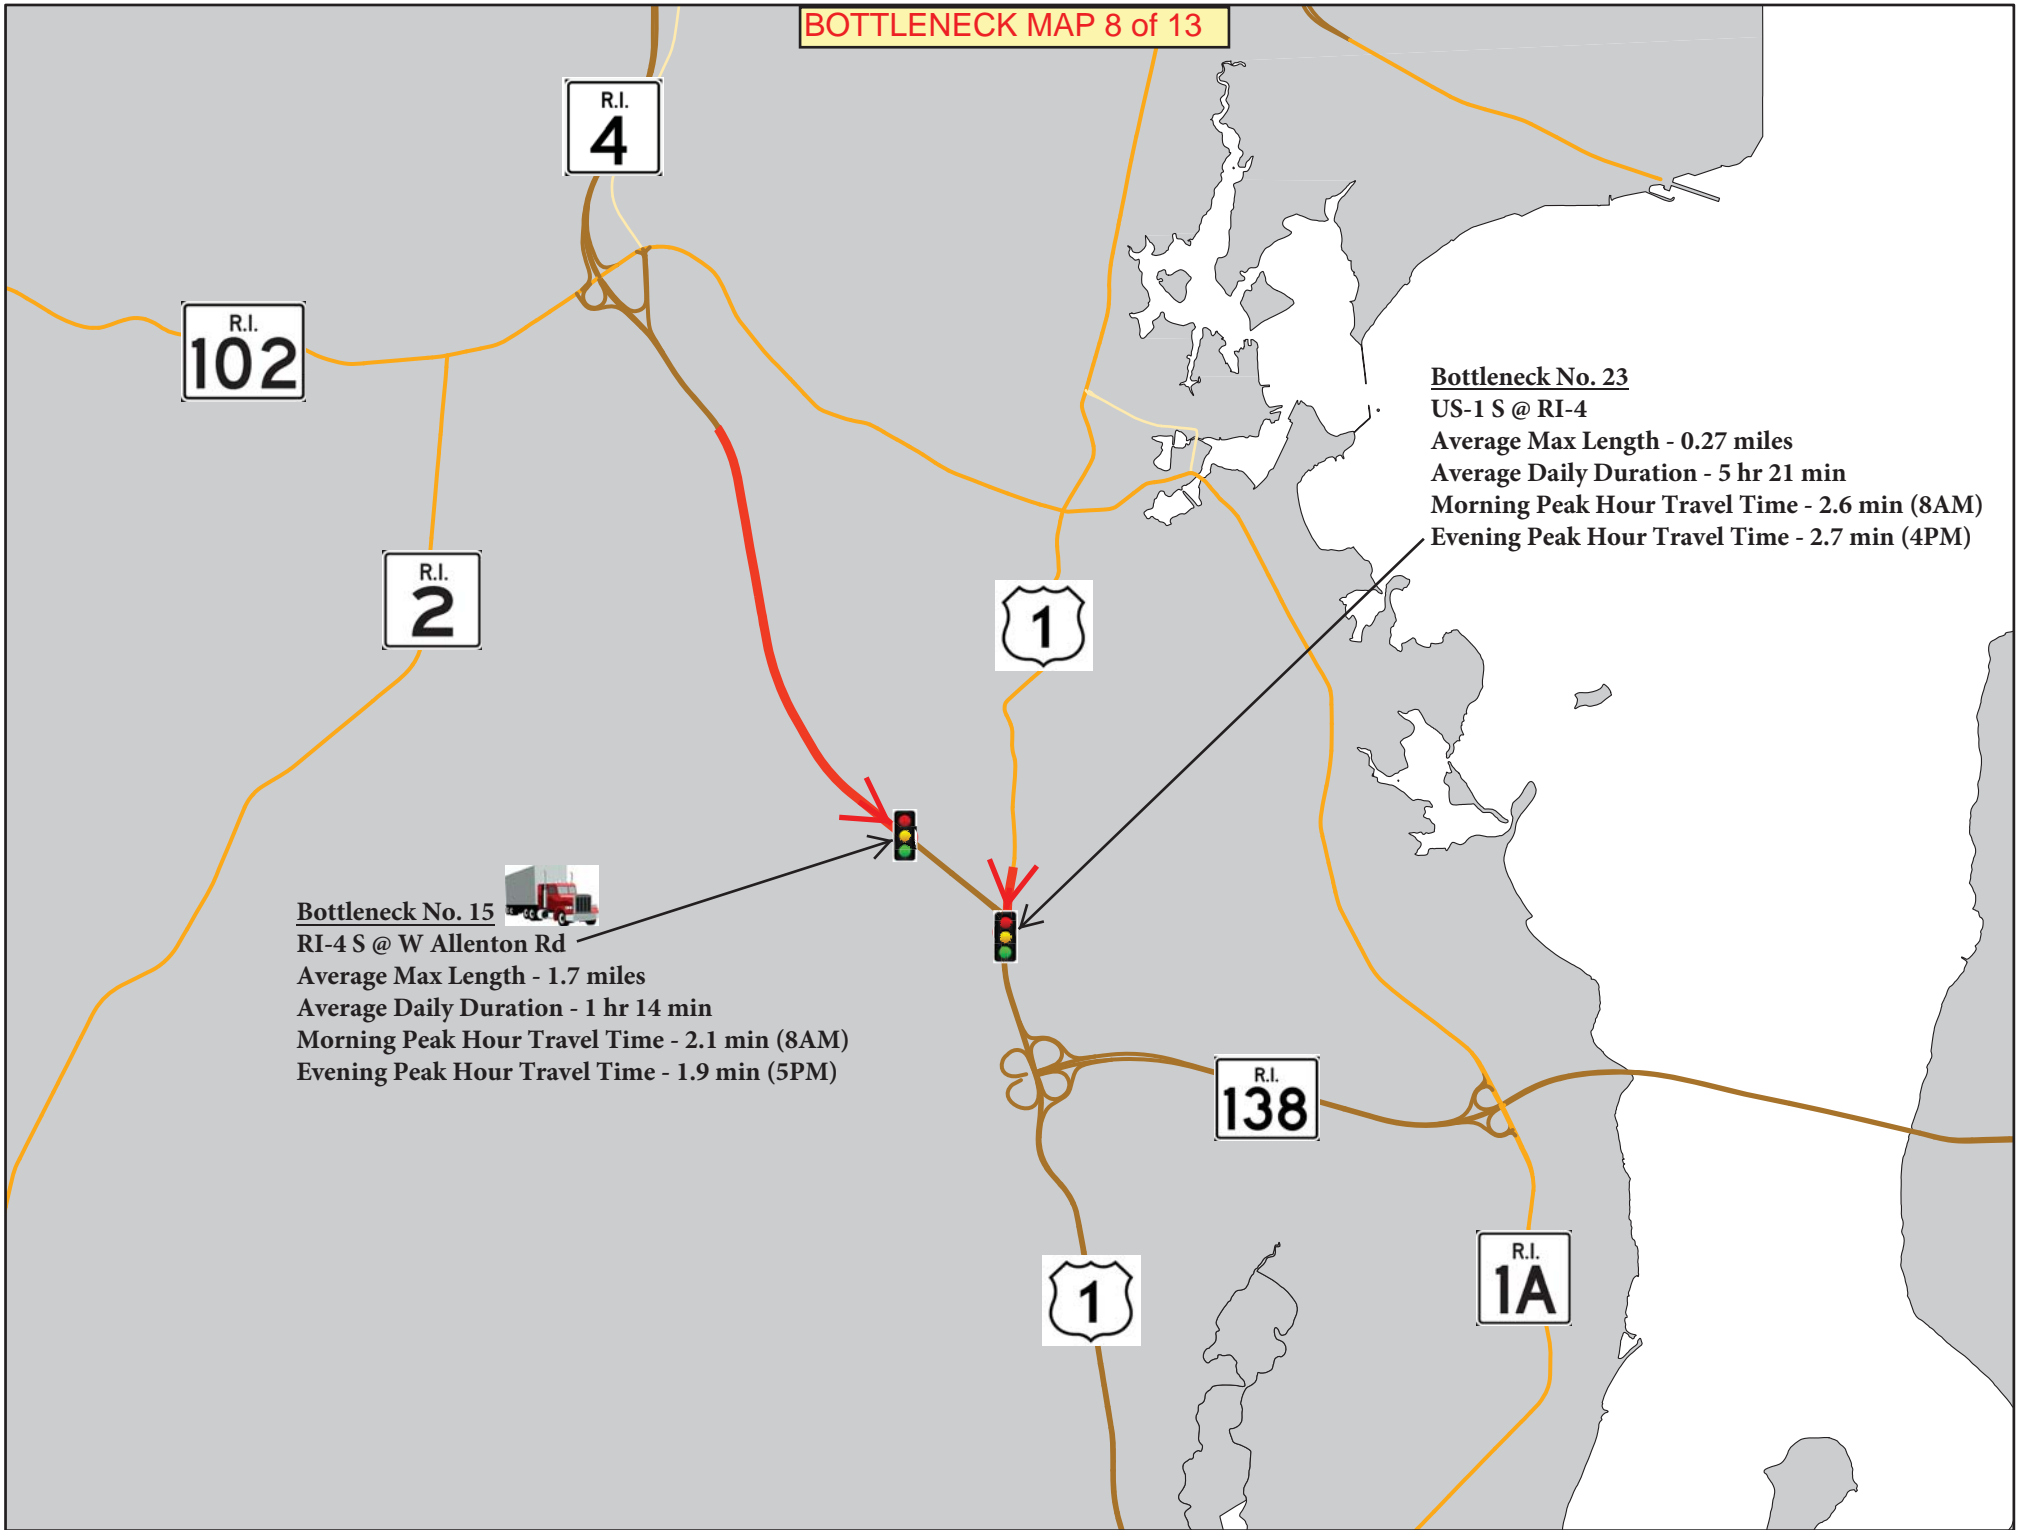 BOTTLENECK MAP 8 of 13
R.I.
4
R.I.
102
Bottleneck No. 23
US-1 S @ RI-4
Average Max Length - 0.27 miles
Average Daily Duration - 5 hr 21 min
Morning Peak Hour Travel Time - 2.6 min (8AM)
Evening Peak Hour Travel Time - 2.7 min (4PM)
R.I.
2
1
Bottleneck No. 15
RI-4 S @ W Allenton Rd
Average Max Length - 1.7 miles
Average Daily Duration - 1 hr 14 min
Morning Peak Hour Travel Time - 2.1 min (8AM)
Evening Peak Hour Travel Time - 1.9 min (5PM)
R.I.
138
R.I.
1A
1